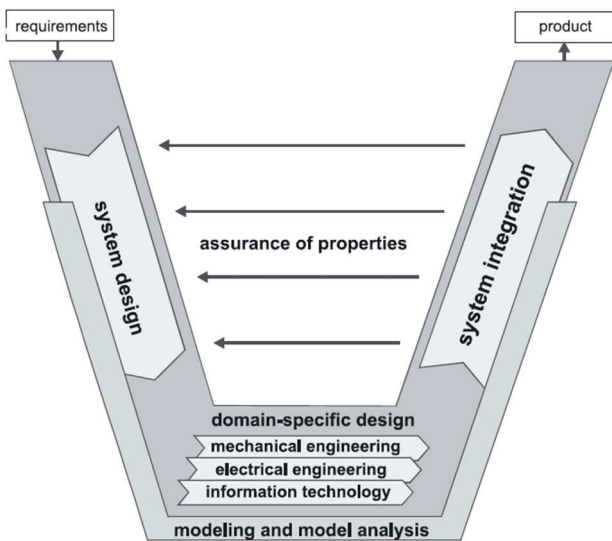 requirements
product
system design
system integration
assurance of properties
domain-specific design
mechanical engineering
electrical engineering
information technology
modeling and model analysis